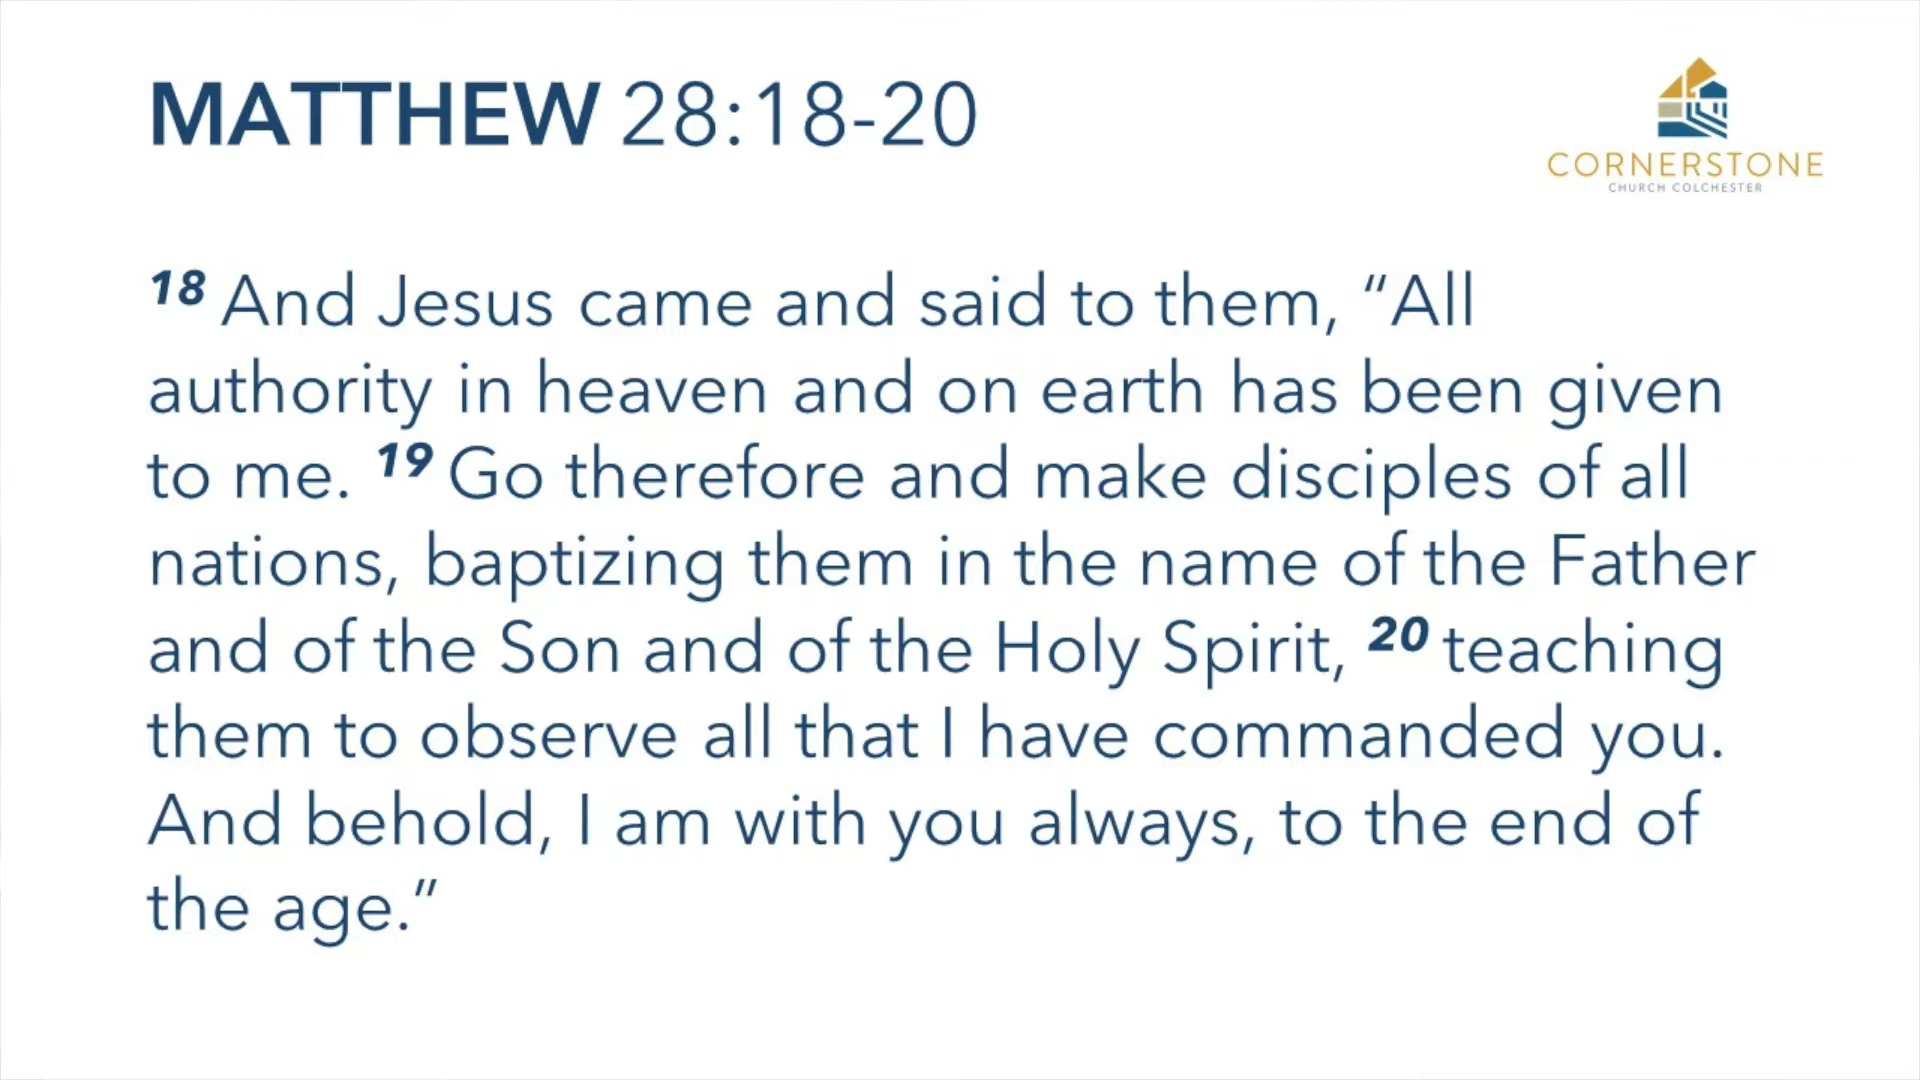 MATTHEW 28:18-20
CORNERSTONE
CHURCH COLCHESTER
18 And Jesus came and said to them, “All
authority in heaven and on earth has been given
to me. 19 Go therefore and make disciples of all
nations, baptizing them in the name of the Father
and of the Son and of the Holy Spirit, 20 teaching
them to observe all that I have commanded you.
And behold, I am with you always, to the end of
the age.”